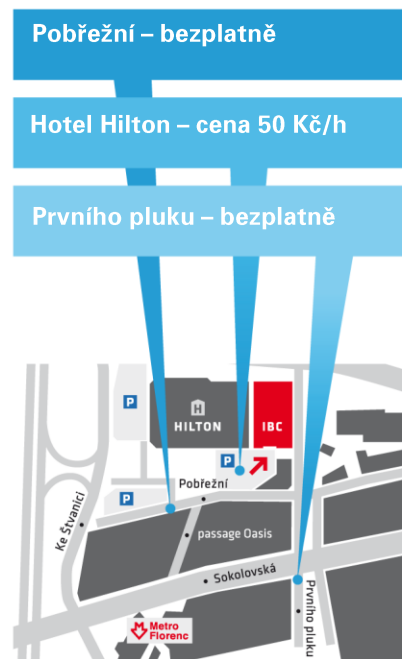 Pobřežní – bezplatně
Hotel Hilton – cena 50 Kč/h
Prvního pluku – bezplatně
P
H
HILTON
IBC
P
Pobřežní
P
Ke Štvanici
passage Oasis
Sokolovská
Prvního pluku
Metro
Florenc